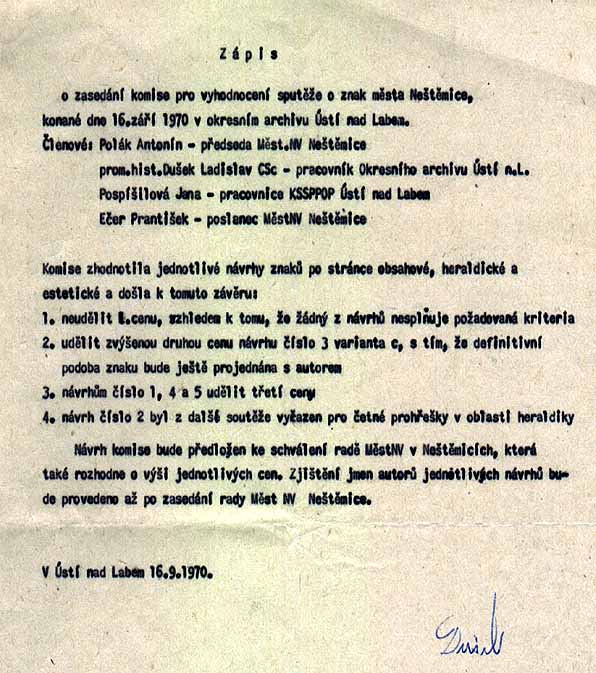 Zápis
o zasedání komise pro vyhodnocení sputěže o znak města Neštěmice,
konané dne 16.září 1970 v okresním archivu Ústí nad Labem.
Členové: Polák Antonín - předseda Měst.NV Neštěmice
prom.hist.Dušek Ladislav CSc - pracovník Okresního archivu Ústí n.L.
Pospíšilová Jana - pracovnice KSSPPOP Ústí nad Labem
Ečer František - poslanec MěstNV Neštěmice
Komise zhodnotila jednotlivé návrhy znaků po stránce obsahové, heraldické a
estetické a došla k tomuto závěru:
1. neudělit I.cenu, vzhledem k tomu, že žádný z návrhů nesplňuje požadovaná kriteria
2. udělit zvýšenou druhou cenu návrhu číslo 3 varianta c, s tím, že definitivní
podoba znaku bude ještě projednána s autorem
3. návrhům číslo 1, 4 a 5 udělit třetí cenu
4. návrh číslo 2 byl z další soutěže vyřazen pro četné prohřešky v oblasti heraldiky
Návrh komise bude předložen ke schválení radě MěstNV v Neštěmicích, která
také rozhodne o výši jednotlivých cen. Zjištění jmen autorů jednotlivých návrhů bu-
de provedeno až po zasedání rady Měst NV Neštěmice.
V Ústí nad Labem 16.9.1970.
Dušek